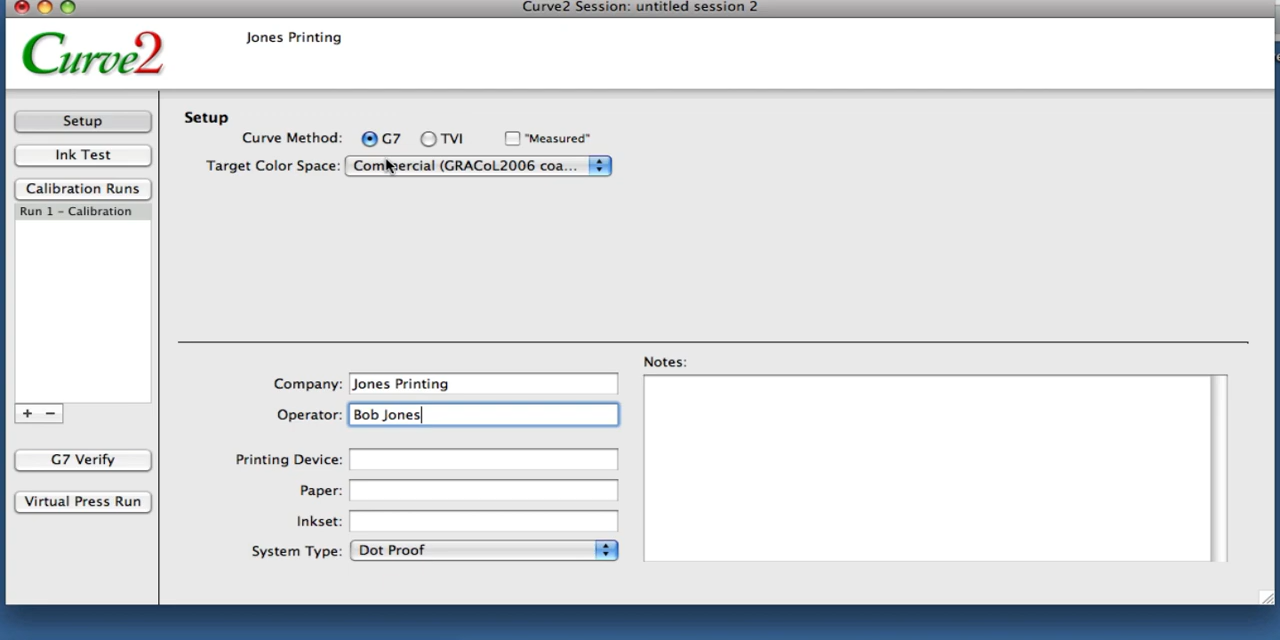 Curve2 Session: untitled session 2
Curve2
Jones Printing
Setup
Ink Test
Calibration Runs
Run 1 – Calibration
+ −
G7 Verify
Virtual Press Run
Setup
Curve Method: G7 TVI "Measured"
Target Color Space: Commercial (GRACoL2006 coa...
Company: Jones Printing
Operator: Bob Jones
Printing Device:
Paper:
Inkset:
System Type: Dot Proof
Notes: